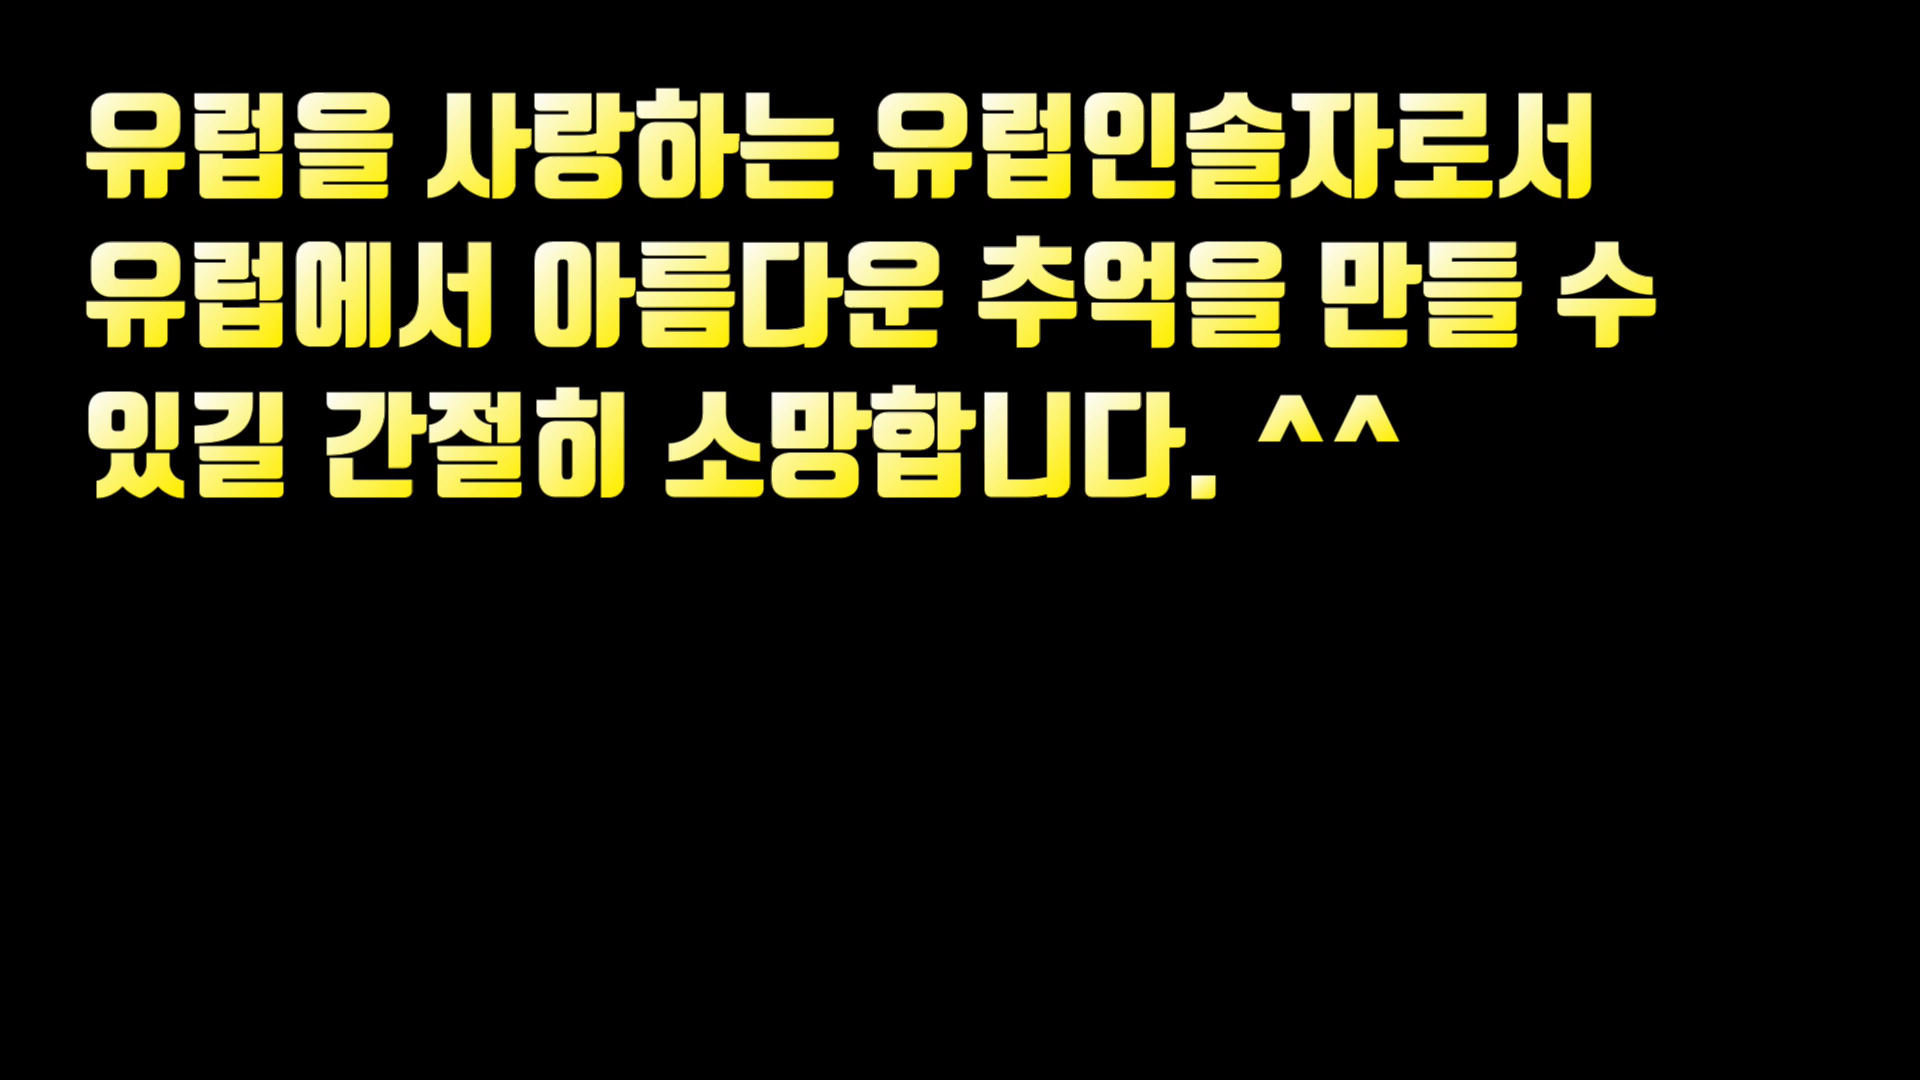 유럽을 사랑하는 유럽인솔자로서
유럽에서 아름다운 추억을 만들 수
있길 간절히 소망합니다. ^^